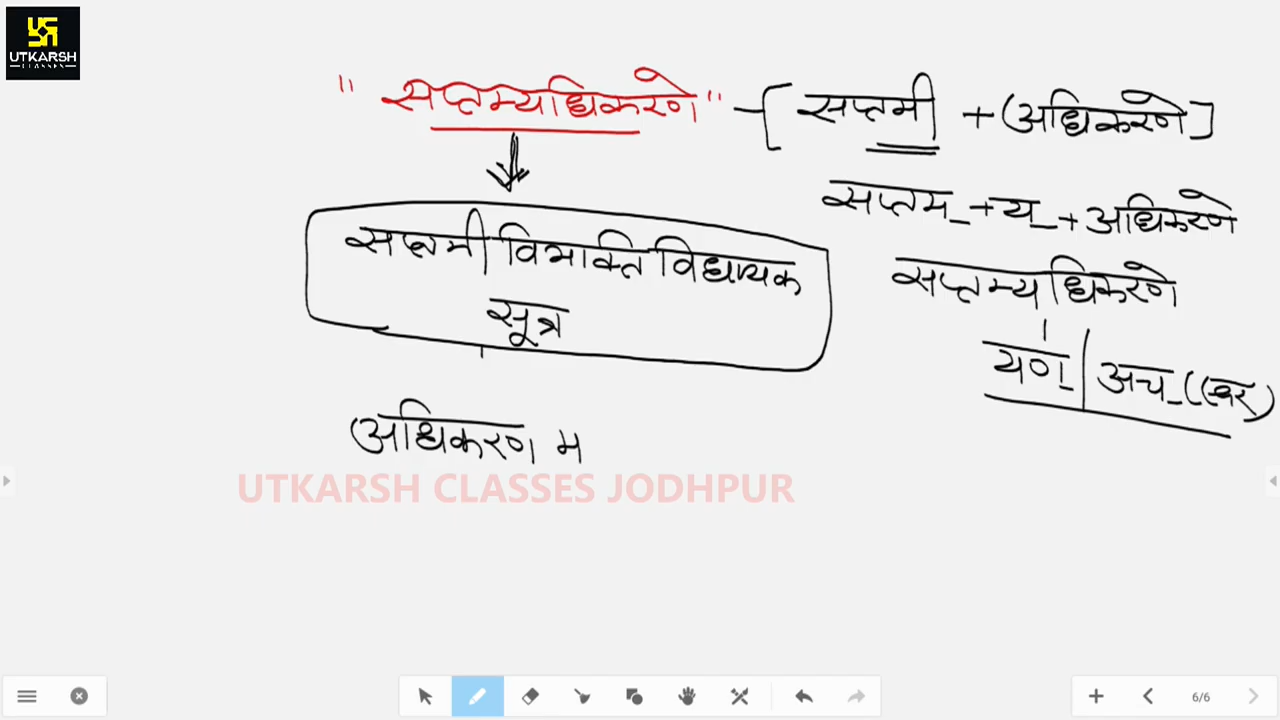 UTKARSH
CLASSES
"सप्तम्यधिकरणे" - [सप्तमी + (अधिकरणे]
सप्तम् + य् + अधिकरणे
सप्तम्यधिकरणे
यण् | अच् (स्वर)
सप्तमी विभक्ति विधायक
सूत्र
(अधिकरण म
UTKARSH CLASSES JODHPUR
6/6